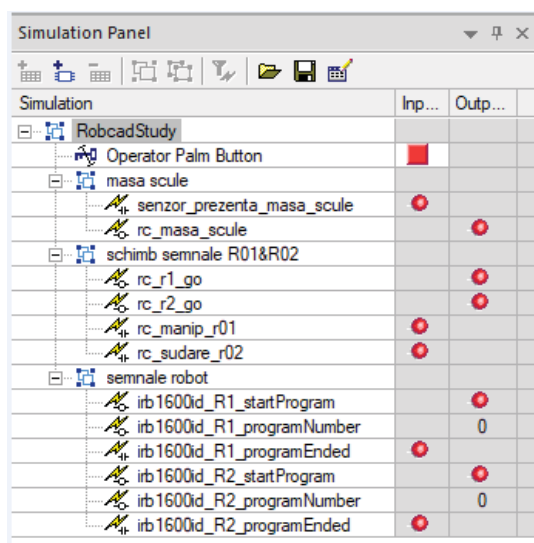 Simulation Panel
Simulation Inp... Outp...
RobcadStudy
Operator Palm Button
masa scule
senzor_prezenta_masa_scule
rc_masa_scule
schimb semnale R01&R02
rc_r1_go
rc_r2_go
rc_manip_r01
rc_sudare_r02
semnale robot
irb1600id_R1_startProgram
irb1600id_R1_programNumber 0
irb1600id_R1_programEnded
irb1600id_R2_startProgram
irb1600id_R2_programNumber 0
irb1600id_R2_programEnded